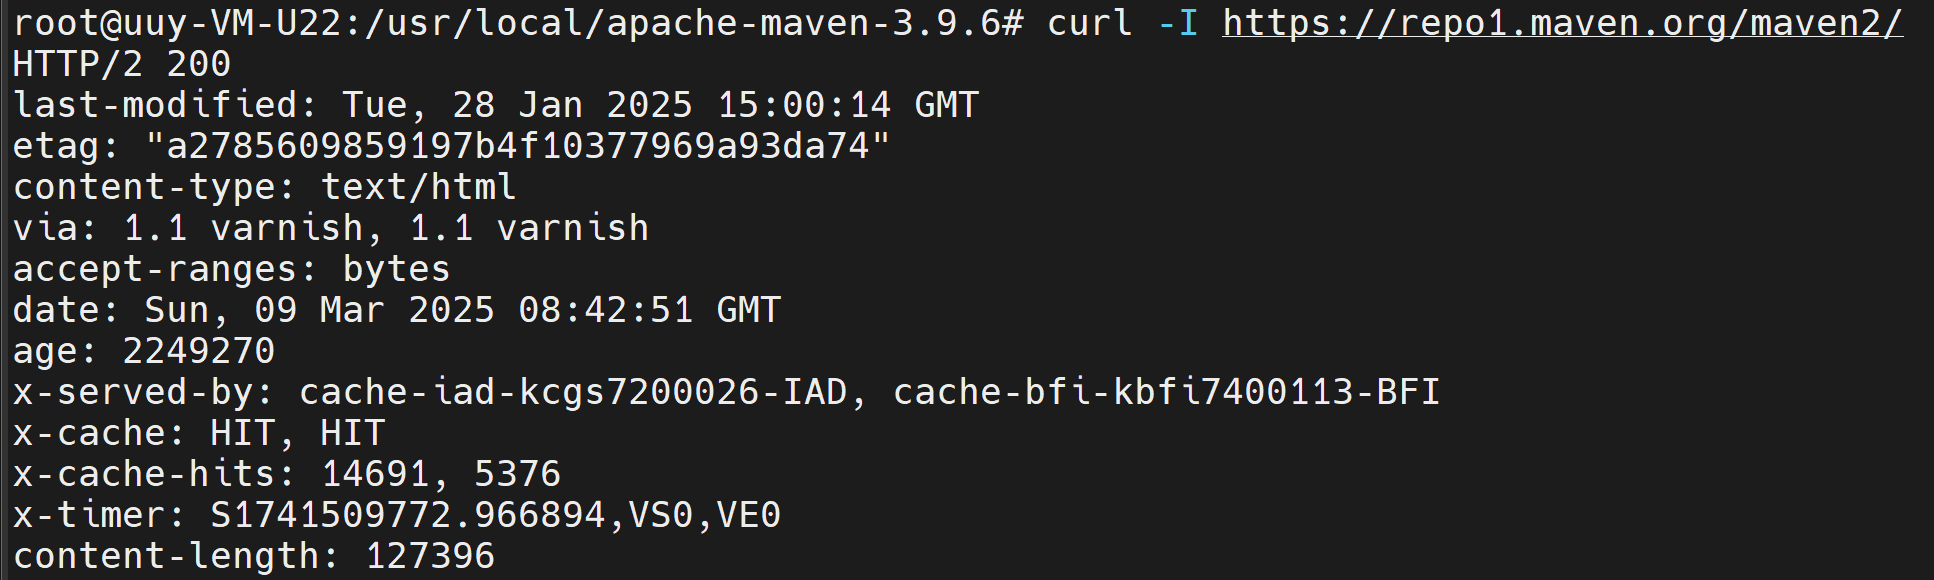 root@uuy-VM-U22:/usr/local/apache-maven-3.9.6# curl -I https://repo1.maven.org/maven2/
HTTP/2 200
last-modified: Tue, 28 Jan 2025 15:00:14 GMT
etag: "a2785609859197b4f10377969a93da74"
content-type: text/html
via: 1.1 varnish, 1.1 varnish
accept-ranges: bytes
date: Sun, 09 Mar 2025 08:42:51 GMT
age: 2249270
x-served-by: cache-iad-kcgs7200026-IAD, cache-bfi-kbfi7400113-BFI
x-cache: HIT, HIT
x-cache-hits: 14691, 5376
x-timer: S1741509772.966894,VS0,VE0
content-length: 127396